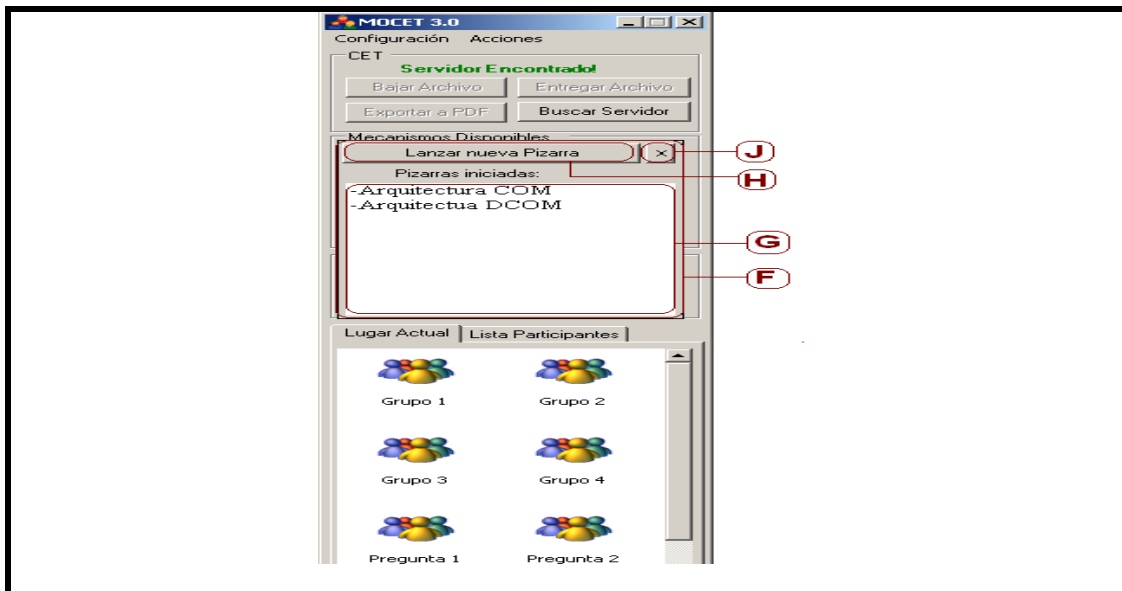 MOCET 3.0
Configuración Acciones
CET
Servidor Encontrado!
Bajar Archivo Entregar Archivo
Exportar a PDF Buscar Servidor
Mecanismos Disponibles
Lanzar nueva Pizarra x J
H
Pizarras iniciadas:
-Arquitectura COM
-Arquitectua DCOM
G
F
Lugar Actual Lista Participantes
Grupo 1 Grupo 2
Grupo 3 Grupo 4
Pregunta 1 Pregunta 2